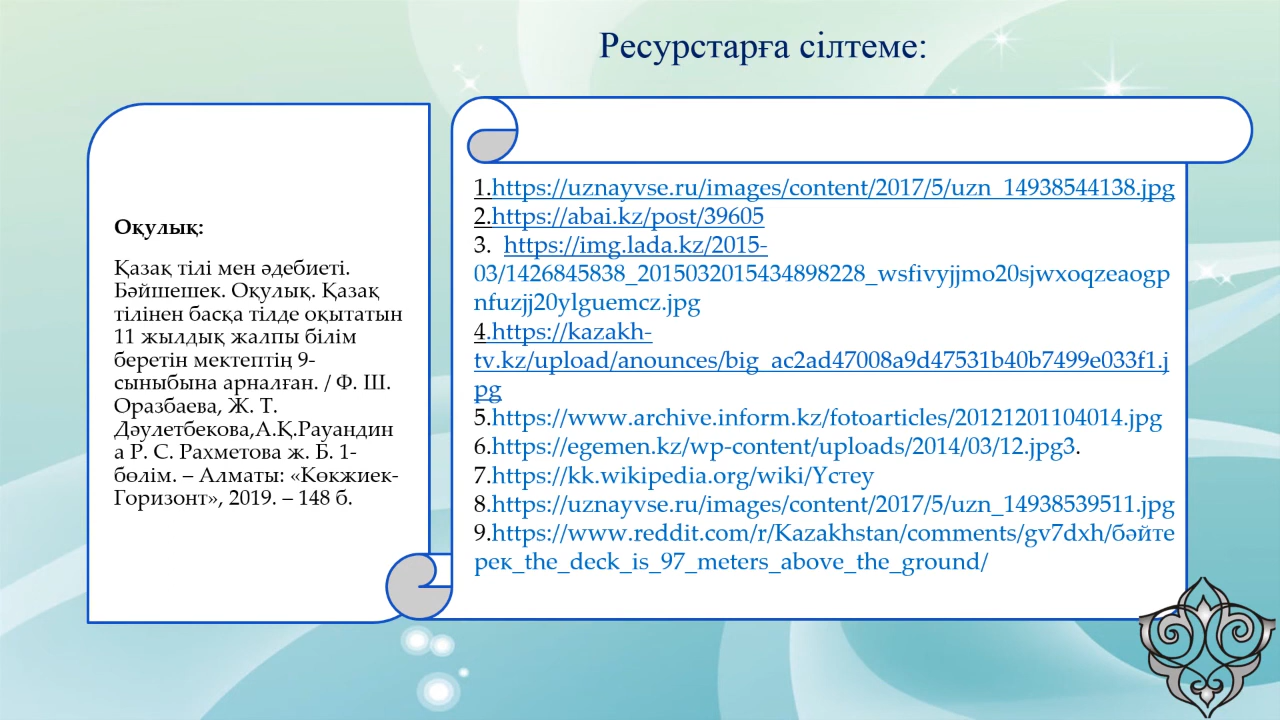 Ресурстарға сілтеме:
Оқулық:
Қазақ тілі мен әдебиеті.
Бәйшешек. Оқулық. Қазақ
тілінен басқа тілде оқытатын
11 жылдық жалпы білім
беретін мектептің 9-
сыныбына арналған. / Ф. Ш.
Оразбаева, Ж. Т.
Дәулетбекова,А.Қ.Рауандин
а Р. С. Рахметова ж. Б. 1-
бөлім. – Алматы: «Көкжиек-
Горизонт», 2019. – 148 б.
1.https://uznayvse.ru/images/content/2017/5/uzn_14938544138.jpg
2.https://abai.kz/post/39605
3. https://img.lada.kz/2015-
03/1426845838_2015032015434898228_wsfivyjjmo20sjwxoqzeaogp
nfuzjj20ylguemcz.jpg
4.https://kazakh-
tv.kz/upload/anounces/big_ac2ad47008a9d47531b40b7499e033f1.j
pg
5.https://www.archive.inform.kz/fotoarticles/20121201104014.jpg
6.https://egemen.kz/wp-content/uploads/2014/03/12.jpg3.
7.https://kk.wikipedia.org/wiki/Үстеу
8.https://uznayvse.ru/images/content/2017/5/uzn_14938539511.jpg
9.https://www.reddit.com/r/Kazakhstan/comments/gv7dxh/бәйте
рек_the_deck_is_97_meters_above_the_ground/